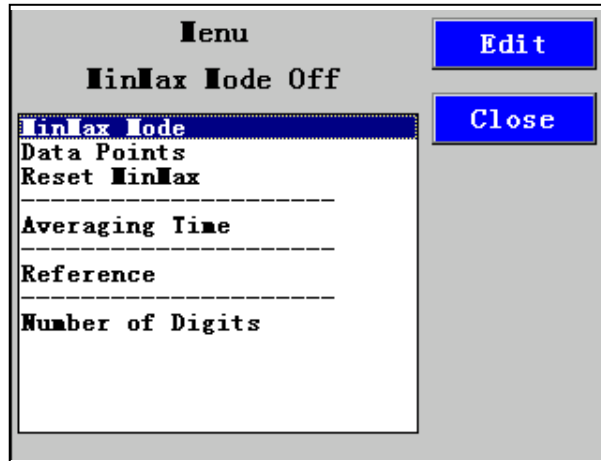 Menu
Edit
MinMax Mode Off
Close
MinMax Mode
Data Points
Reset MinMax
---------------------
Averaging Time
---------------------
Reference
---------------------
Number of Digits